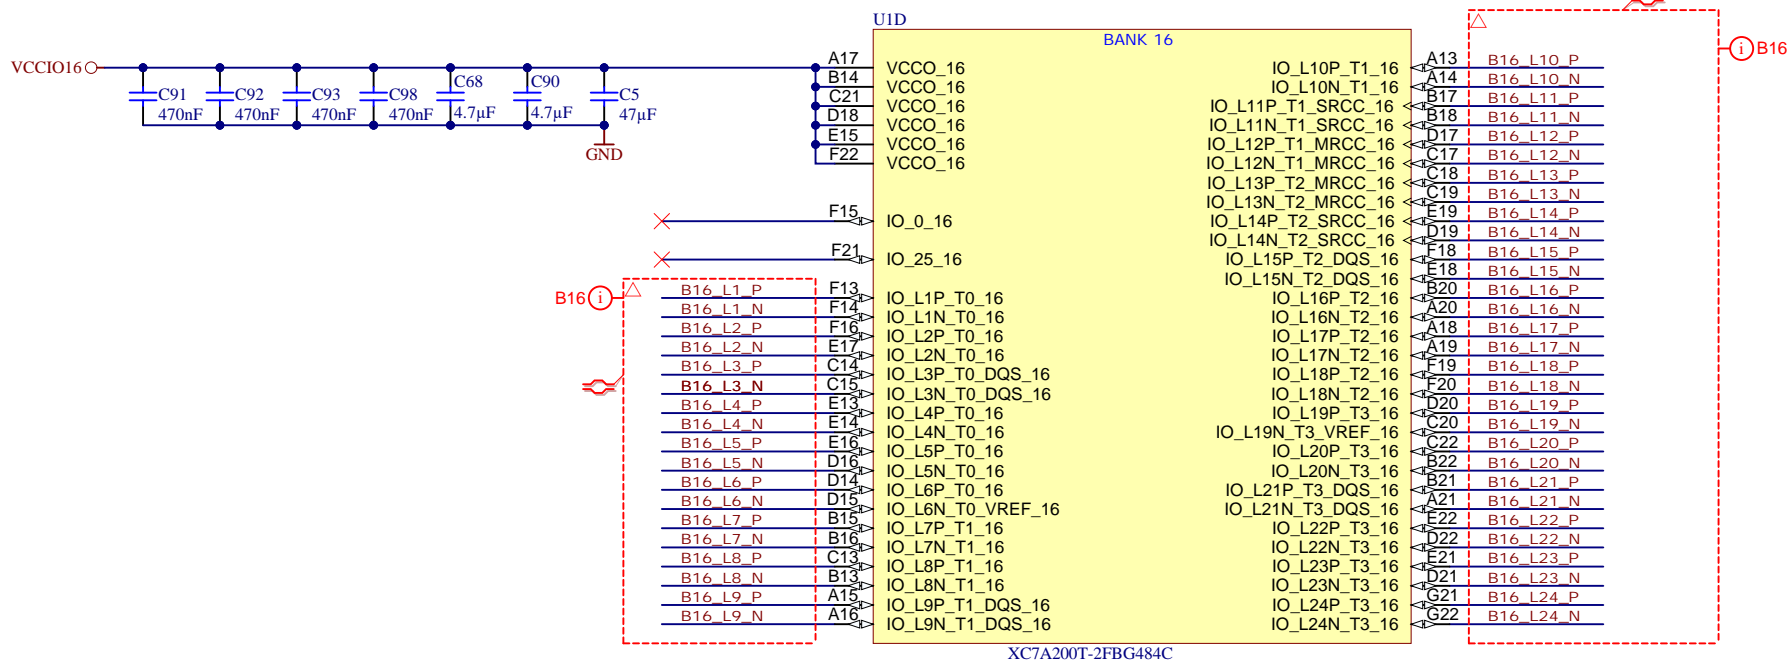 U1D
BANK 16
VCCIO16
C91
470nF
C92
470nF
C93
470nF
C98
470nF
C68
4.7µF
C90
4.7µF
C5
47µF
GND
A17 VCCO_16
B14 VCCO_16
C21 VCCO_16
D18 VCCO_16
E15 VCCO_16
F22 VCCO_16
F15 IO_0_16
F21 IO_25_16
B16 i
B16_L1_P F13 IO_L1P_T0_16
B16_L1_N F14 IO_L1N_T0_16
B16_L2_P F16 IO_L2P_T0_16
B16_L2_N E17 IO_L2N_T0_16
B16_L3_P C14 IO_L3P_T0_DQS_16
B16_L3_N C15 IO_L3N_T0_DQS_16
B16_L4_P E13 IO_L4P_T0_16
B16_L4_N E14 IO_L4N_T0_16
B16_L5_P E16 IO_L5P_T0_16
B16_L5_N D16 IO_L5N_T0_16
B16_L6_P D14 IO_L6P_T0_16
B16_L6_N D15 IO_L6N_T0_VREF_16
B16_L7_P B15 IO_L7P_T1_16
B16_L7_N B16 IO_L7N_T1_16
B16_L8_P C13 IO_L8P_T1_16
B16_L8_N B13 IO_L8N_T1_16
B16_L9_P A15 IO_L9P_T1_DQS_16
B16_L9_N A16 IO_L9N_T1_DQS_16
i B16
IO_L10P_T1_16 A13 B16_L10_P
IO_L10N_T1_16 A14 B16_L10_N
IO_L11P_T1_SRCC_16 B17 B16_L11_P
IO_L11N_T1_SRCC_16 B18 B16_L11_N
IO_L12P_T1_MRCC_16 D17 B16_L12_P
IO_L12N_T1_MRCC_16 C17 B16_L12_N
IO_L13P_T2_MRCC_16 C18 B16_L13_P
IO_L13N_T2_MRCC_16 C19 B16_L13_N
IO_L14P_T2_SRCC_16 E19 B16_L14_P
IO_L14N_T2_SRCC_16 D19 B16_L14_N
IO_L15P_T2_DQS_16 F18 B16_L15_P
IO_L15N_T2_DQS_16 E18 B16_L15_N
IO_L16P_T2_16 B20 B16_L16_P
IO_L16N_T2_16 A20 B16_L16_N
IO_L17P_T2_16 A18 B16_L17_P
IO_L17N_T2_16 A19 B16_L17_N
IO_L18P_T2_16 F19 B16_L18_P
IO_L18N_T2_16 F20 B16_L18_N
IO_L19P_T3_16 D20 B16_L19_P
IO_L19N_T3_VREF_16 C20 B16_L19_N
IO_L20P_T3_16 C22 B16_L20_P
IO_L20N_T3_16 B22 B16_L20_N
IO_L21P_T3_DQS_16 B21 B16_L21_P
IO_L21N_T3_DQS_16 A21 B16_L21_N
IO_L22P_T3_16 E22 B16_L22_P
IO_L22N_T3_16 D22 B16_L22_N
IO_L23P_T3_16 E21 B16_L23_P
IO_L23N_T3_16 D21 B16_L23_N
IO_L24P_T3_16 G21 B16_L24_P
IO_L24N_T3_16 G22 B16_L24_N
XC7A200T-2FBG484C